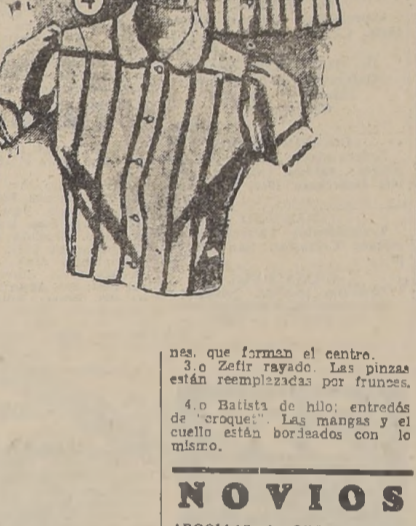 4
nes, que forman el centro.
3.o Zefir rayado. Las pinzas
están reemplazadas por frunces.
4.o Batista de hilo; entredós
de "croquet". Las mangas y el
cuello están bordeados con lo
mismo.
NOVIOS